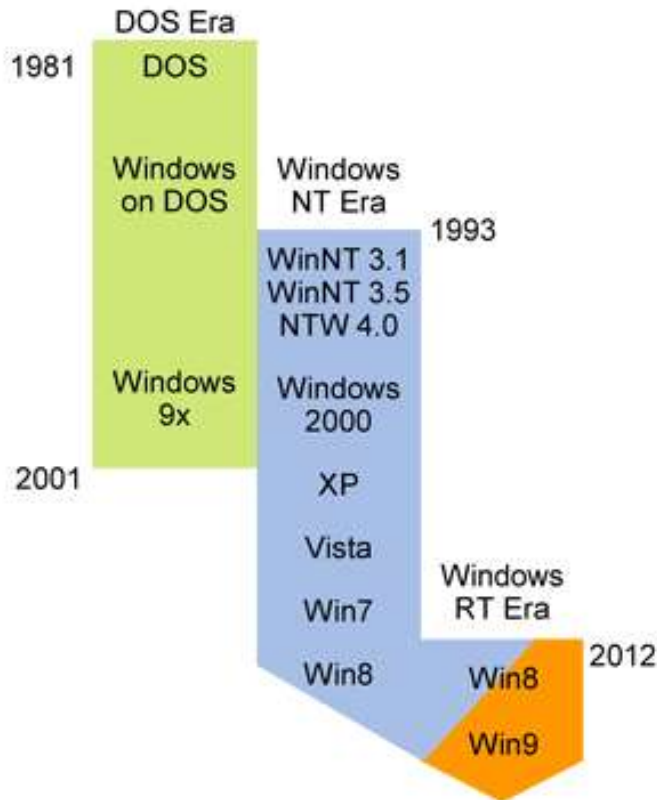 DOS Era
1981
DOS
Windows
on DOS
Windows
9x
2001
Windows
NT Era
1993
WinNT 3.1
WinNT 3.5
NTW 4.0
Windows
2000
XP
Vista
Win7
Win8
Windows
RT Era
2012
Win8
Win9